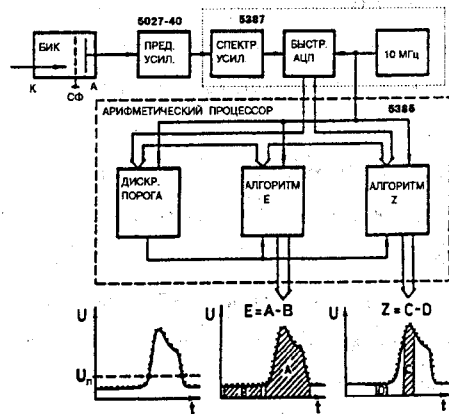 5027-40
5387
БИК
ПРЕД.
УСИЛ.
СПЕКТР
УСИЛ.
БЫСТР.
АЦП
10 МГц
К
СФ
А
АРИФМЕТИЧЕСКИЙ ПРОЦЕССОР
5385
ДИСКР.
ПОРОГА
АЛГОРИТМ
E
АЛГОРИТМ
Z
E=A-B
Z=C-D
U
Uп
t
U
B
A
t
U
D
C
t